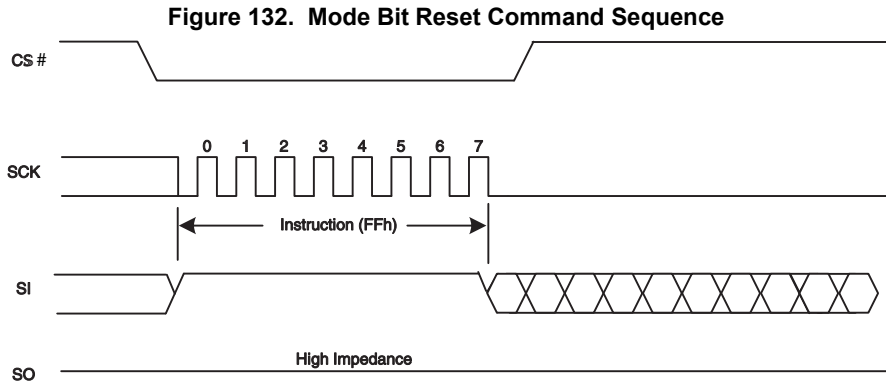 Figure 132.  Mode Bit Reset Command Sequence
CS #
0 1 2 3 4 5 6 7
SCK
Instruction (FFh)
SI
High Impedance
SO